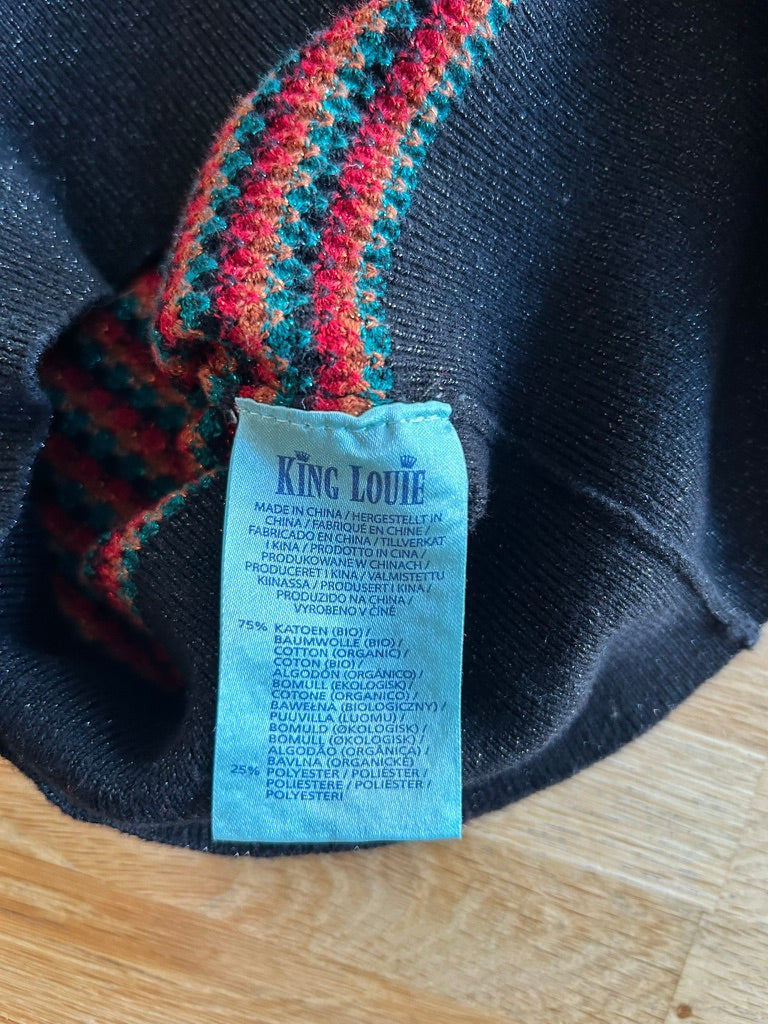 KING LOUIE
MADE IN CHINA / HERGESTELLT IN
CHINA / FABRIQUÉ EN CHINE /
FABRICADO EN CHINA / TILLVERKAT
I KINA / PRODOTTO IN CINA /
PRODUKOWANE W CHINACH /
PRODUCERET I KINA / VALMISTETTU
KIINASSA / PRODUSERT I KINA /
PRODUZIDO NA CHINA /
VYROBENO V ČÍNĚ
75% KATOEN (BIO) /
BAUMWOLLE (BIO) /
COTTON (ORGANIC) /
COTON (BIO) /
ALGODÓN (ORGÁNICO) /
BOMULL (EKOLOGISK) /
COTONE (ORGANICO) /
BAWEŁNA (BIOLOGICZNY) /
PUUVILLA (LUOMU) /
BOMULD (ØKOLOGISK) /
BOMULL (ØKOLOGISK) /
ALGODÃO (ORGÂNICA) /
BAVLNA (ORGANICKÉ)
25% POLYESTER / POLIÉSTER /
POLIESTERE / POLIESTER /
POLYESTERI